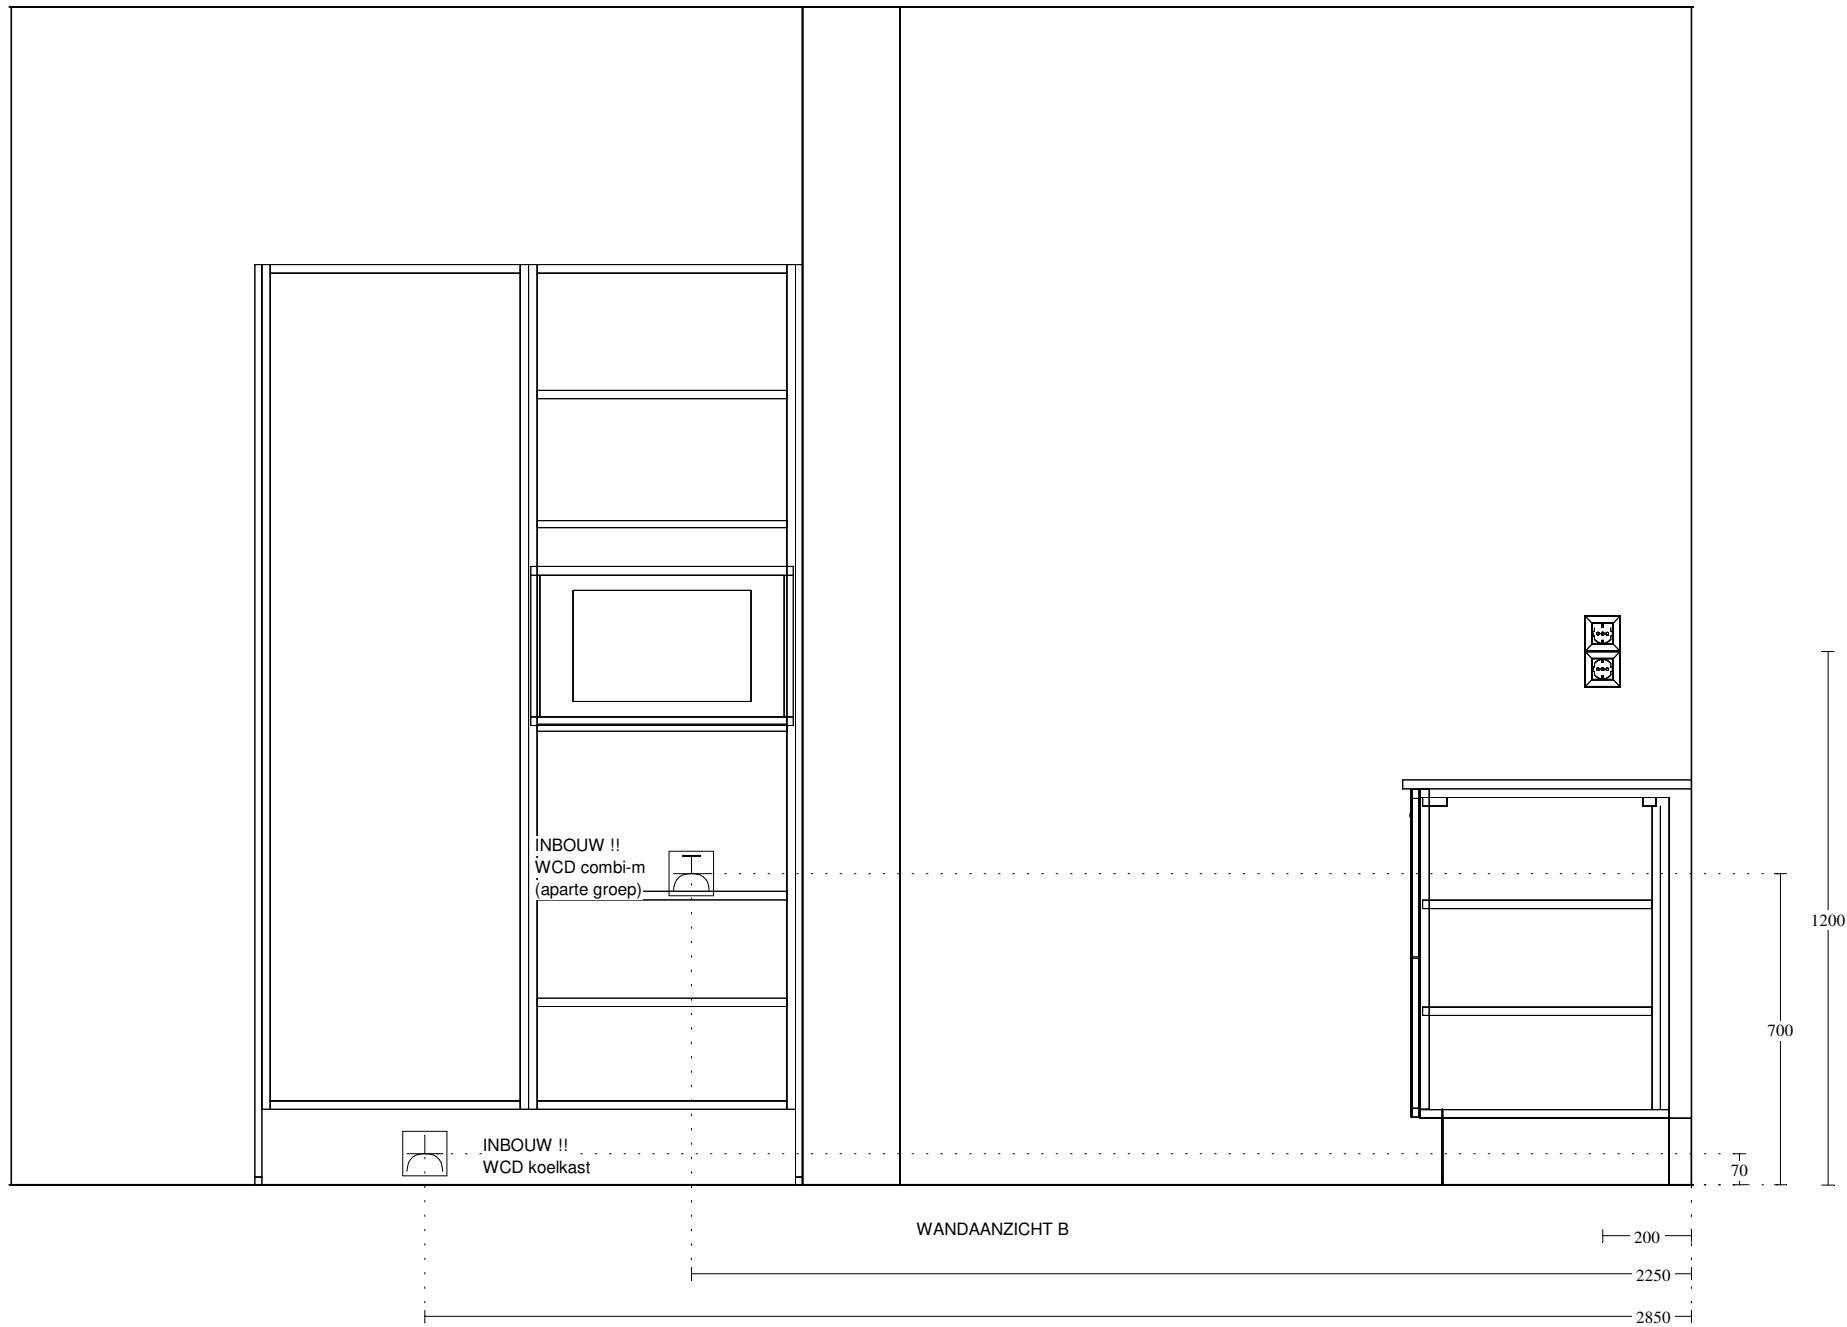 INBOUW !!
WCD combi-m
(aparte groep)
1200
700
INBOUW !!
WCD koelkast
70
WANDAANZICHT B
200
2250
2850